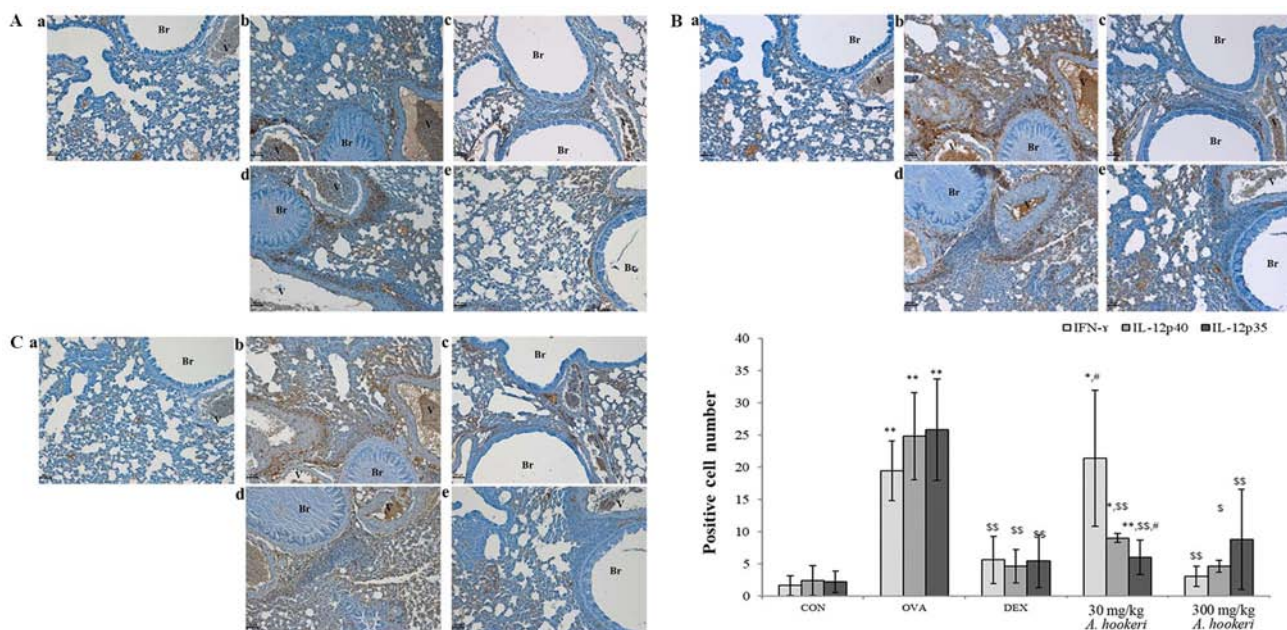 A a b c
Br V
Br V V
Br Br
d e
V Br V
Br
B a b c
Br V
Br V
Br
d e
Br V
V Br
C a b c
Br V
V Br V
Br Br
d e
Br V
V Br
IFN-ɤ IL-12p40 IL-12p35
Positive cell number
40
35
30
25
20
15
10
5
0
** ** **
$$ $$ $$
*,#
*,$$
**,$$,#
$$ $ $$
CON OVA DEX 30 mg/kg 300 mg/kg
A. hookeri A. hookeri